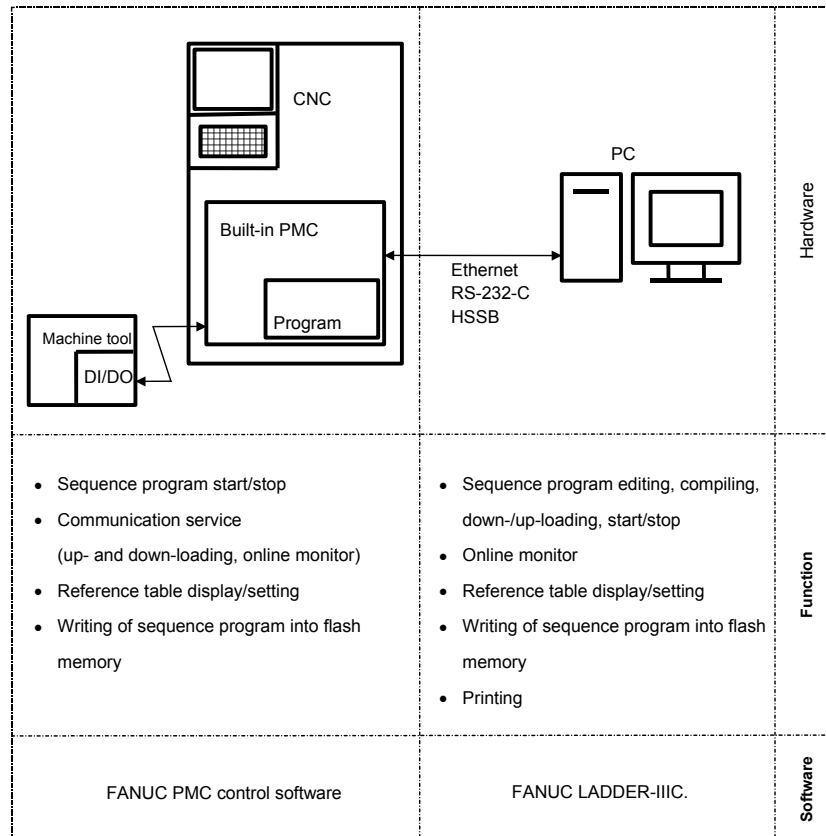 CNC
PC
Hardware
Built-in PMC
Ethernet
RS-232-C
HSSB
Program
Machine tool
DI/DO
• Sequence program start/stop
• Communication service
(up- and down-loading, online monitor)
• Reference table display/setting
• Writing of sequence program into flash
memory
• Sequence program editing, compiling,
down-/up-loading, start/stop
• Online monitor
• Reference table display/setting
• Writing of sequence program into flash
memory
• Printing
Function
FANUC PMC control software
FANUC LADDER-IIIC.
Software